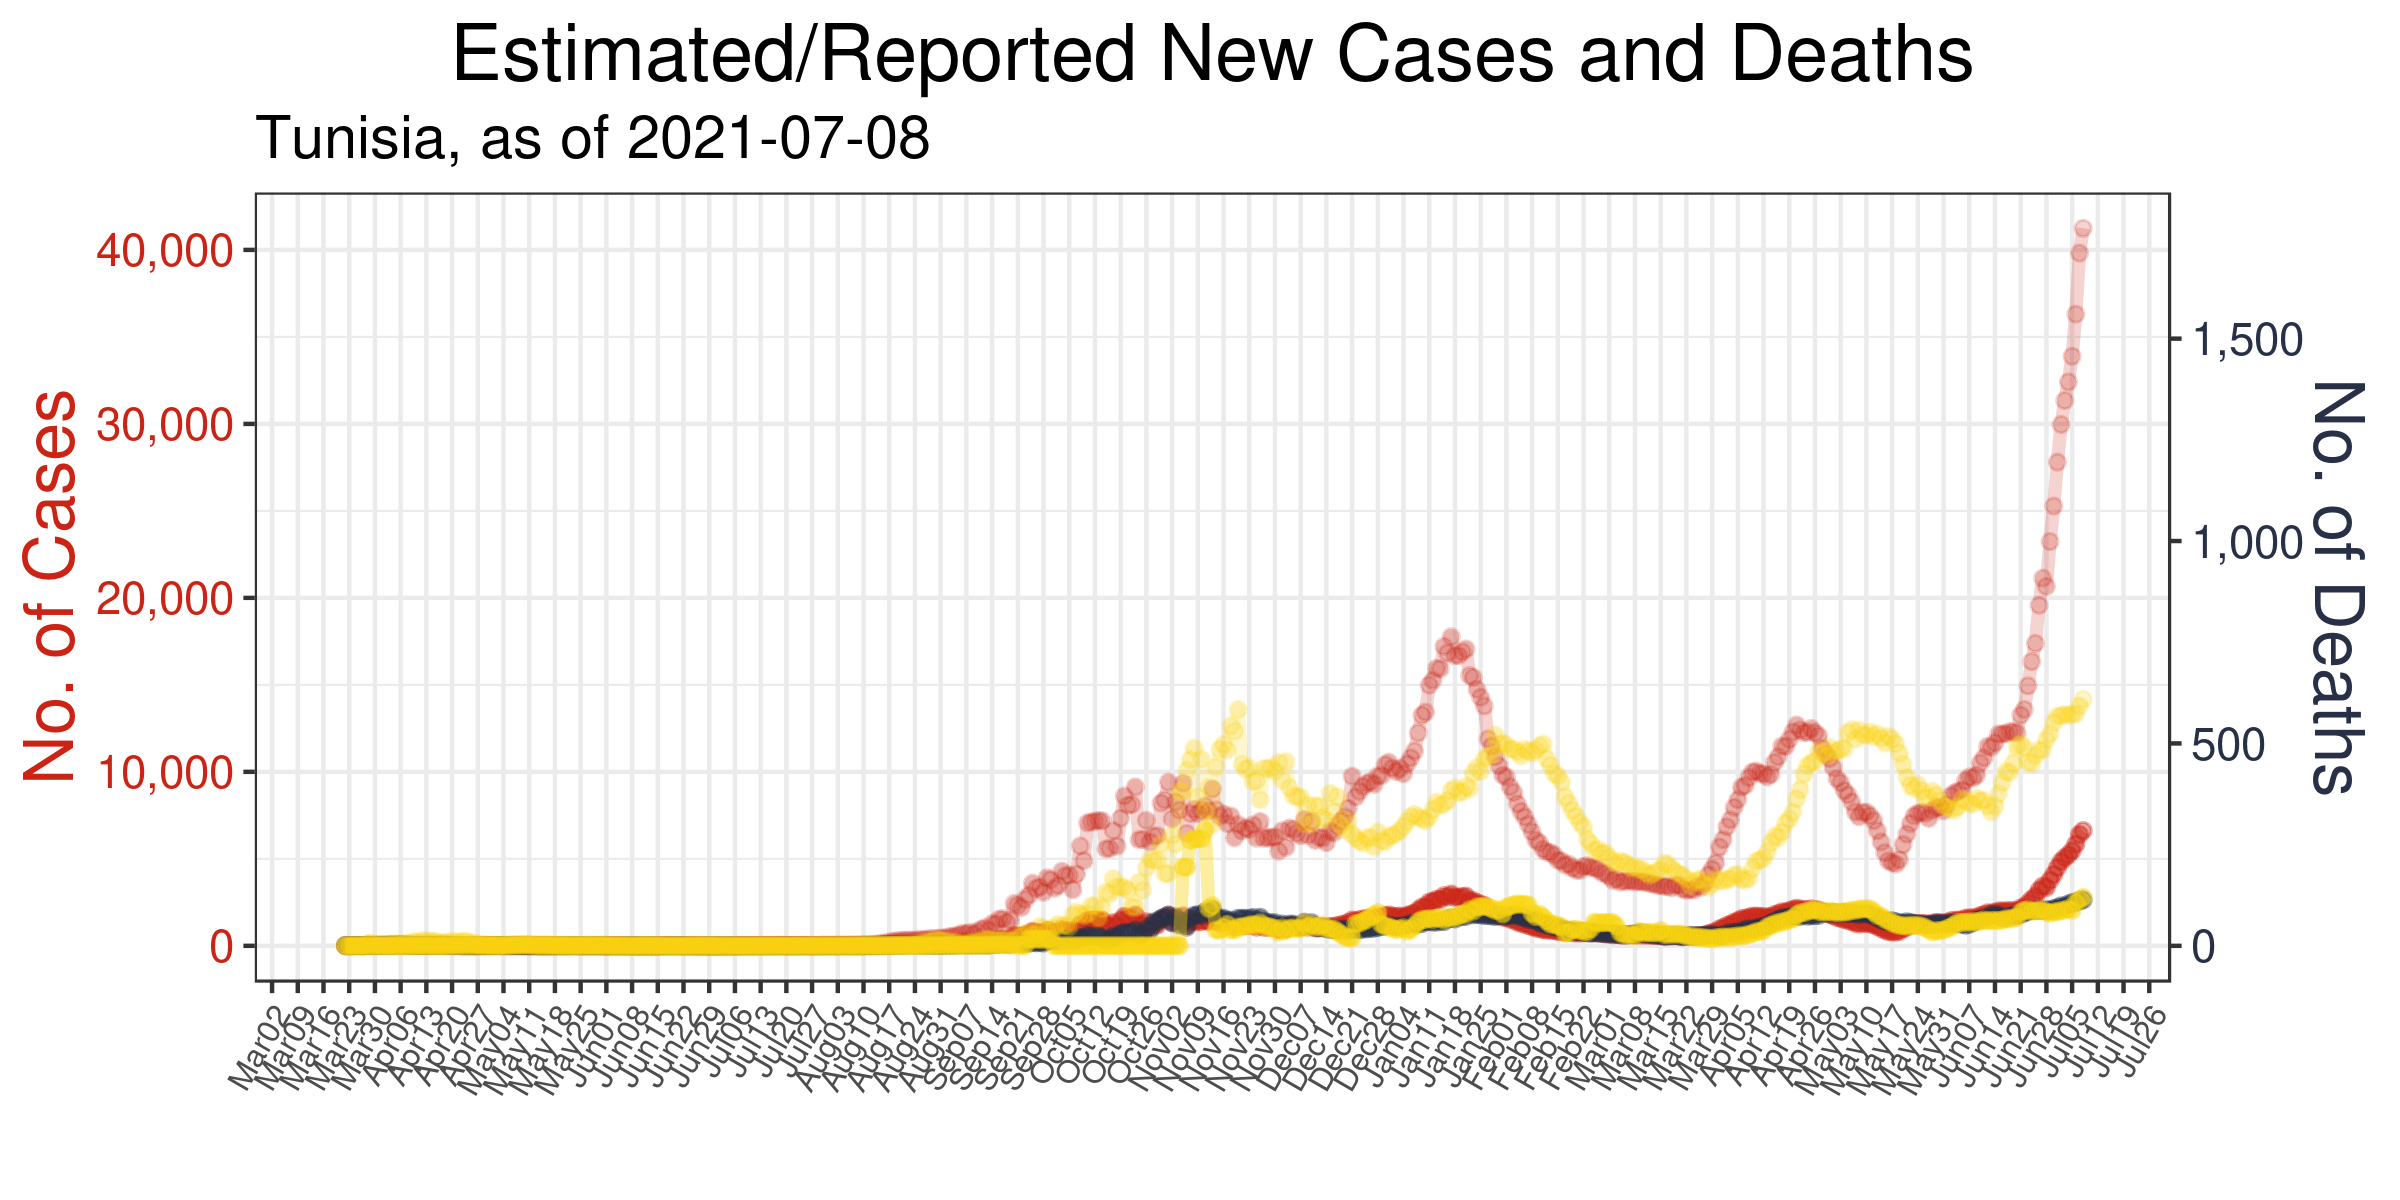 Estimated/Reported New Cases and Deaths
Tunisia, as of 2021-07-08
No. of Cases
40,000
30,000
20,000
10,000
0
1,500
1,000
500
0
No. of Deaths
Mar02
Mar09
Mar16
Mar23
Mar30
Apr06
Apr13
Apr20
Apr27
May04
May11
May18
May25
Jun01
Jun08
Jun15
Jun22
Jun29
Jul06
Jul13
Jul20
Jul27
Aug03
Aug10
Aug17
Aug24
Aug31
Sep07
Sep14
Sep21
Sep28
Oct05
Oct12
Oct19
Oct26
Nov02
Nov09
Nov16
Nov23
Nov30
Dec07
Dec14
Dec21
Dec28
Jan04
Jan11
Jan18
Jan25
Feb01
Feb08
Feb15
Feb22
Mar01
Mar08
Mar15
Mar22
Mar29
Apr05
Apr12
Apr19
Apr26
May03
May10
May17
May24
May31
Jun07
Jun14
Jun21
Jun28
Jul05
Jul12
Jul19
Jul26